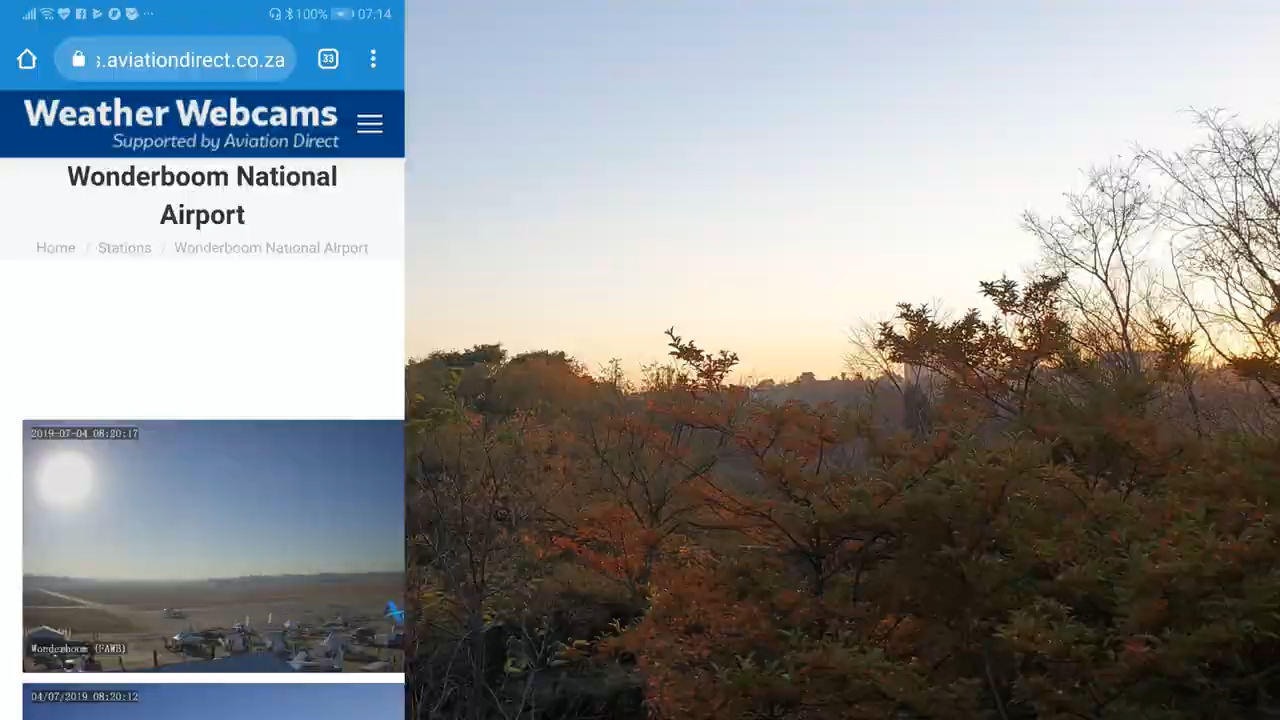 100% 07:14
s.aviationdirect.co.za 33
Weather Webcams
Supported by Aviation Direct
Wonderboom National
Airport
Home / Stations / Wonderboom National Airport
2019-07-04 08:20:17
Wonderboom (FAWB)
04/07/2019 08:20:12